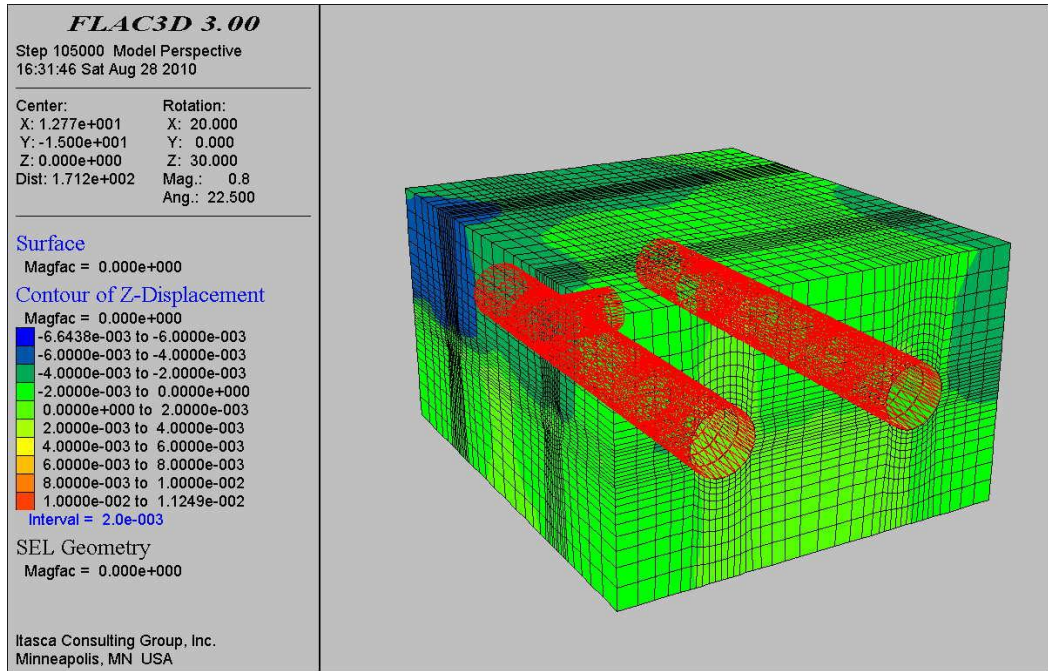 FLAC3D 3.00
Step 105000 Model Perspective
16:31:46 Sat Aug 28 2010
Center: Rotation:
X: 1.277e+001 X: 20.000
Y: -1.500e+001 Y: 0.000
Z: 0.000e+000 Z: 30.000
Dist: 1.712e+002 Mag.: 0.8
Ang.: 22.500
Surface
Magfac = 0.000e+000
Contour of Z-Displacement
Magfac = 0.000e+000
-6.6438e-003 to -6.0000e-003
-6.0000e-003 to -4.0000e-003
-4.0000e-003 to -2.0000e-003
-2.0000e-003 to 0.0000e+000
0.0000e+000 to 2.0000e-003
2.0000e-003 to 4.0000e-003
4.0000e-003 to 6.0000e-003
6.0000e-003 to 8.0000e-003
8.0000e-003 to 1.0000e-002
1.0000e-002 to 1.1249e-002
Interval = 2.0e-003
SEL Geometry
Magfac = 0.000e+000
Itasca Consulting Group, Inc.
Minneapolis, MN USA